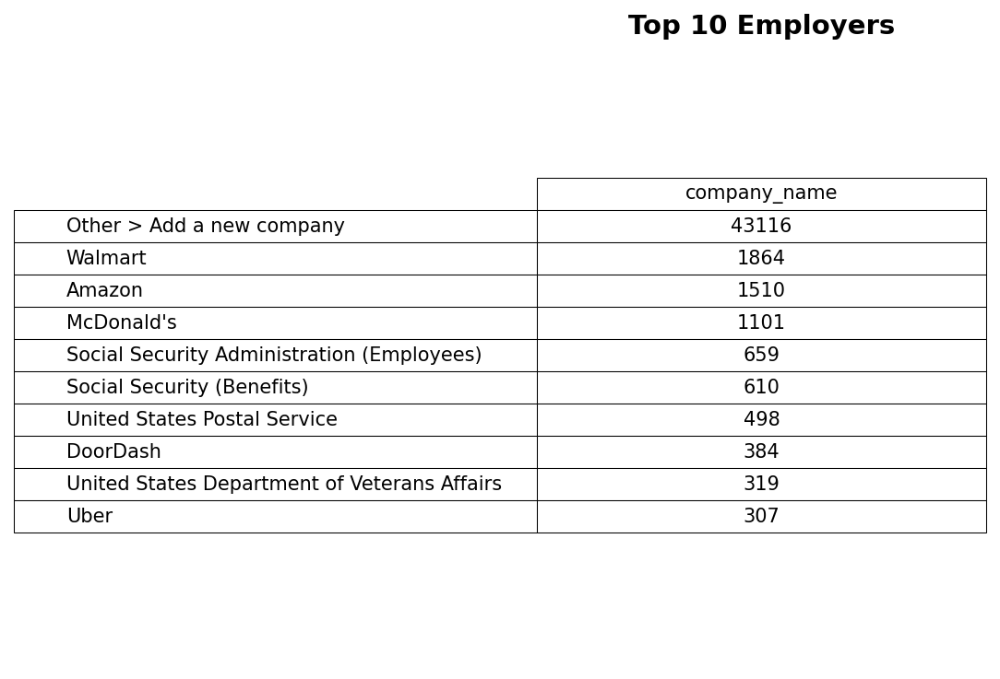 Top 10 Employers
company_name
Other > Add a new company 43116
Walmart 1864
Amazon 1510
McDonald's 1101
Social Security Administration (Employees) 659
Social Security (Benefits) 610
United States Postal Service 498
DoorDash 384
United States Department of Veterans Affairs 319
Uber 307